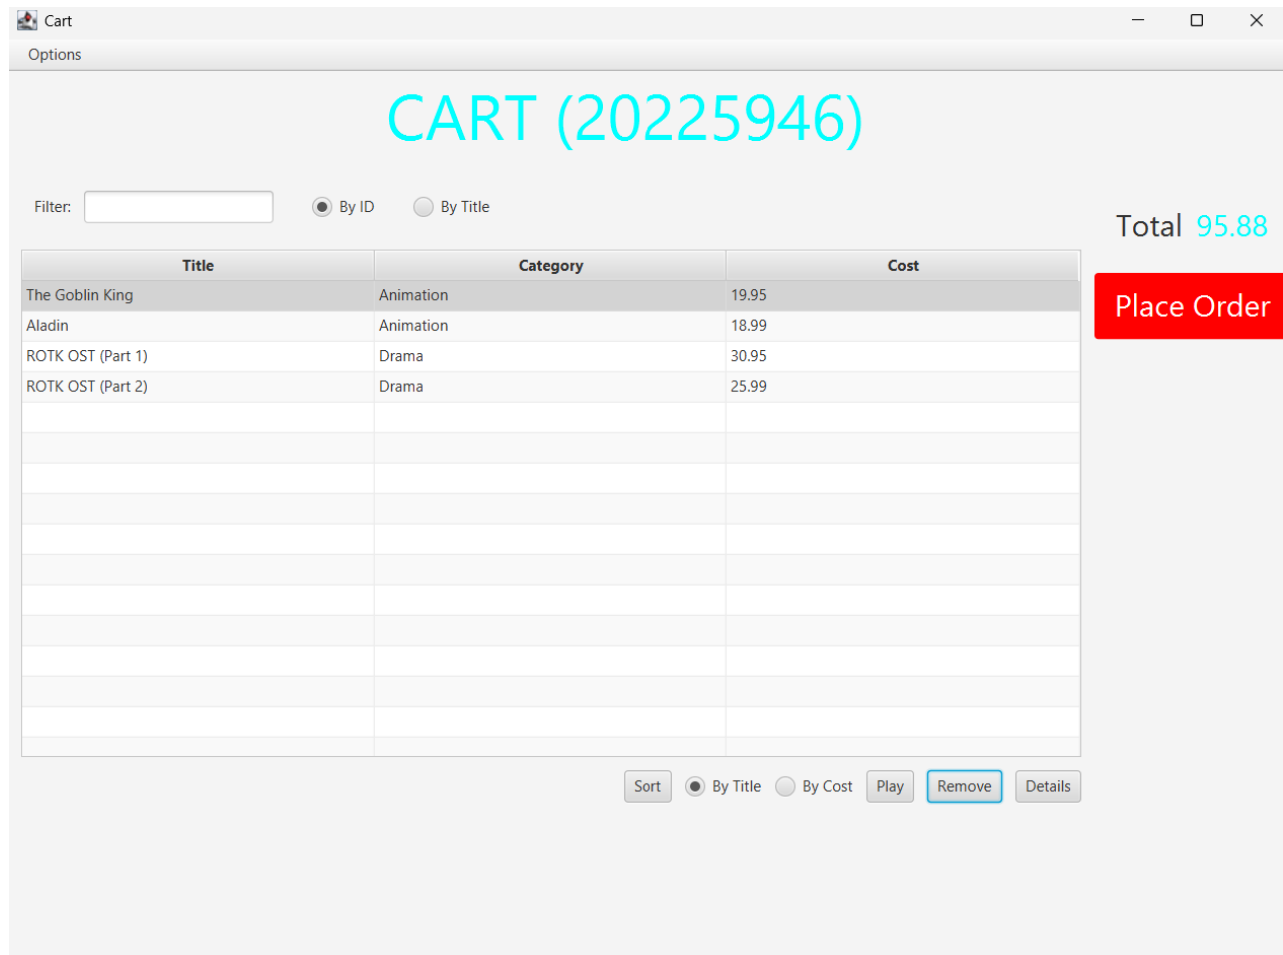 Cart
Options
CART (20225946)
Filter: By ID By Title
Total 95.88
Title Category Cost
The Goblin King Animation 19.95
Place Order
Aladin Animation 18.99
ROTK OST (Part 1) Drama 30.95
ROTK OST (Part 2) Drama 25.99
Sort By Title By Cost Play Remove Details